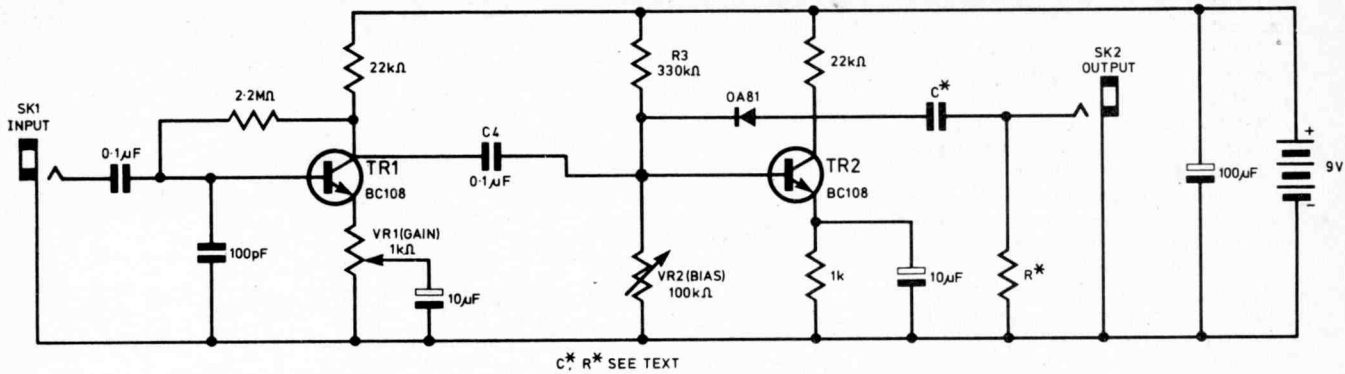 SK1
INPUT
0·1µF
2·2MΩ
100pF
22kΩ
TR1
BC108
VR1(GAIN)
1kΩ
10µF
C4
0·1µF
R3
330kΩ
OA81
VR2(BIAS)
100kΩ
22kΩ
TR2
BC108
1k
10µF
C*
R*
SK2
OUTPUT
100µF
+
9V
-
C*, R* SEE TEXT